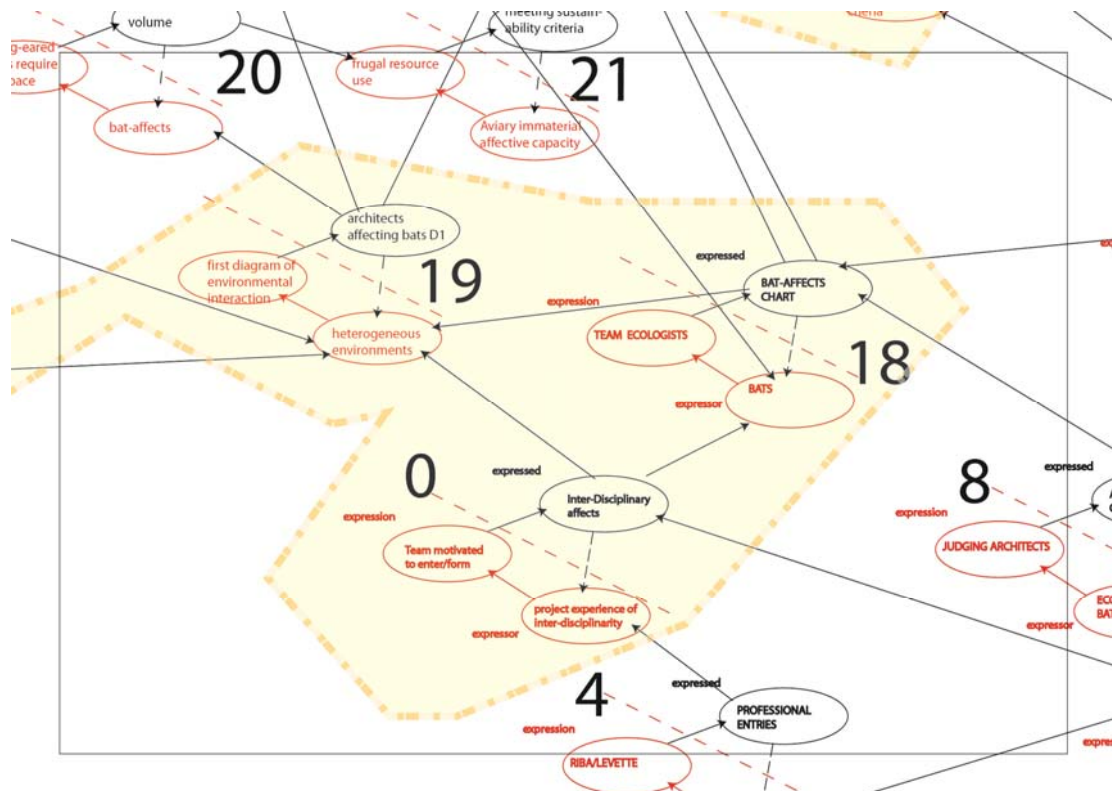 volume
meeting sustain-
ability criteria
criteria
g-eared
s require
pace
20
frugal resource
use
21
bat-affects
Aviary immaterial
affective capacity
architects
affecting bats D1
first diagram of
environmental
interaction
19
expressed
BAT-AFFECTS
CHART
expression
heterogeneous
environments
TEAM ECOLOGISTS
18
BATS
expressor
0
expressed
Inter-Disciplinary
affects
expression
Team motivated
to enter/form
project experience of
inter-disciplinarity
expressor
8
expressed
expression
JUDGING ARCHITECTS
expressor
4
expressed
PROFESSIONAL
ENTRIES
expression
RIBA/LEVETTE